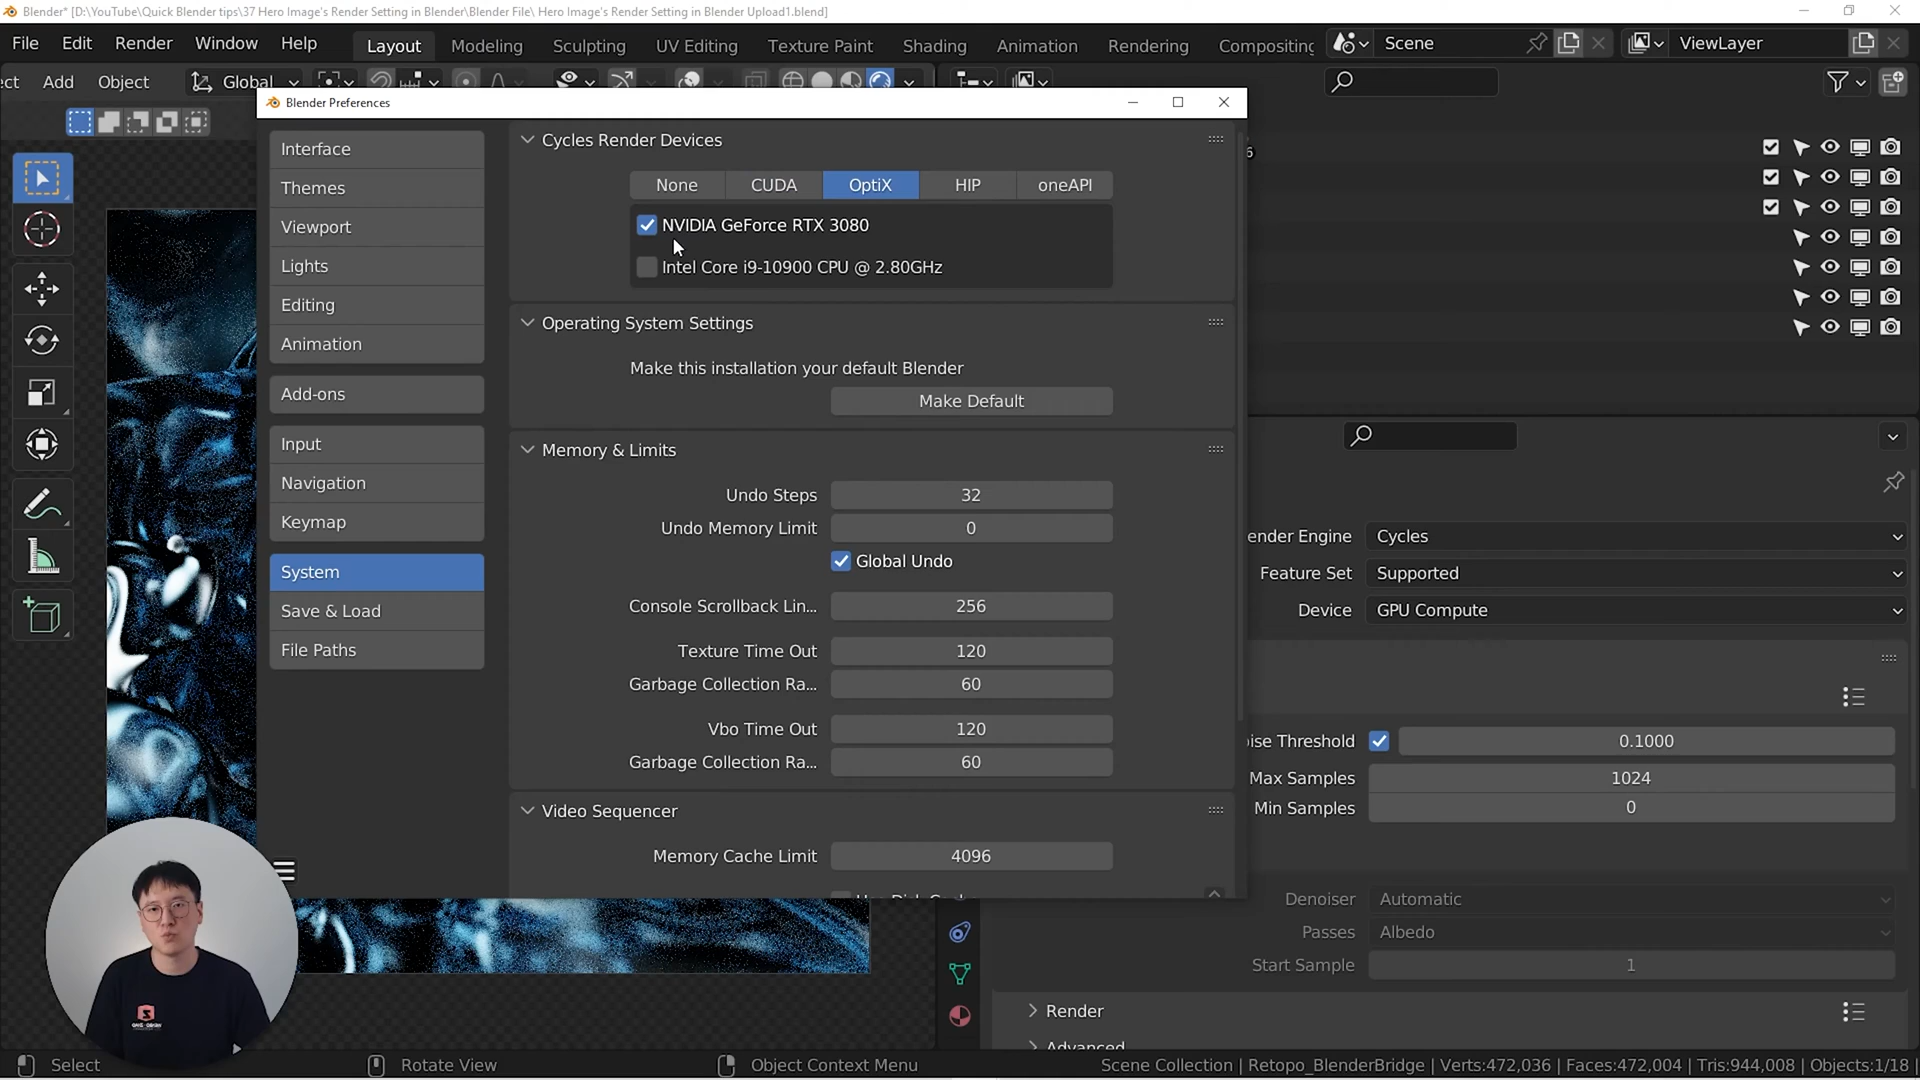 Blender* [D:\YouTube\Quick Blender tips\37 Hero Image's Render Setting in Blender\Blender File\ Hero Image's Render Setting in Blender Upload1.blend]
File Edit Render Window Help Layout Modeling Sculpting UV Editing Texture Paint Shading Animation Rendering Compositing Scene ViewLayer
ect Add Object Global
Blender Preferences
Interface
Themes
Viewport
Lights
Editing
Animation
Add-ons
Input
Navigation
Keymap
System
Save & Load
File Paths
Cycles Render Devices
None CUDA OptiX HIP oneAPI
NVIDIA GeForce RTX 3080
Intel Core i9-10900 CPU @ 2.80GHz
Operating System Settings
Make this installation your default Blender
Make Default
Memory & Limits
Undo Steps 32
Undo Memory Limit 0
Global Undo
Console Scrollback Lin... 256
Texture Time Out 120
Garbage Collection Ra... 60
Vbo Time Out 120
Garbage Collection Ra... 60
Video Sequencer
Memory Cache Limit 4096
6
ender Engine Cycles
Feature Set Supported
Device GPU Compute
oise Threshold 0.1000
Max Samples 1024
Min Samples 0
Denoiser Automatic
Passes Albedo
Start Sample 1
Render
Advanced
Select Rotate View Object Context Menu Scene Collection | Retopo_BlenderBridge | Verts:472,036 | Faces:472,004 | Tris:944,008 | Objects:1/18 |